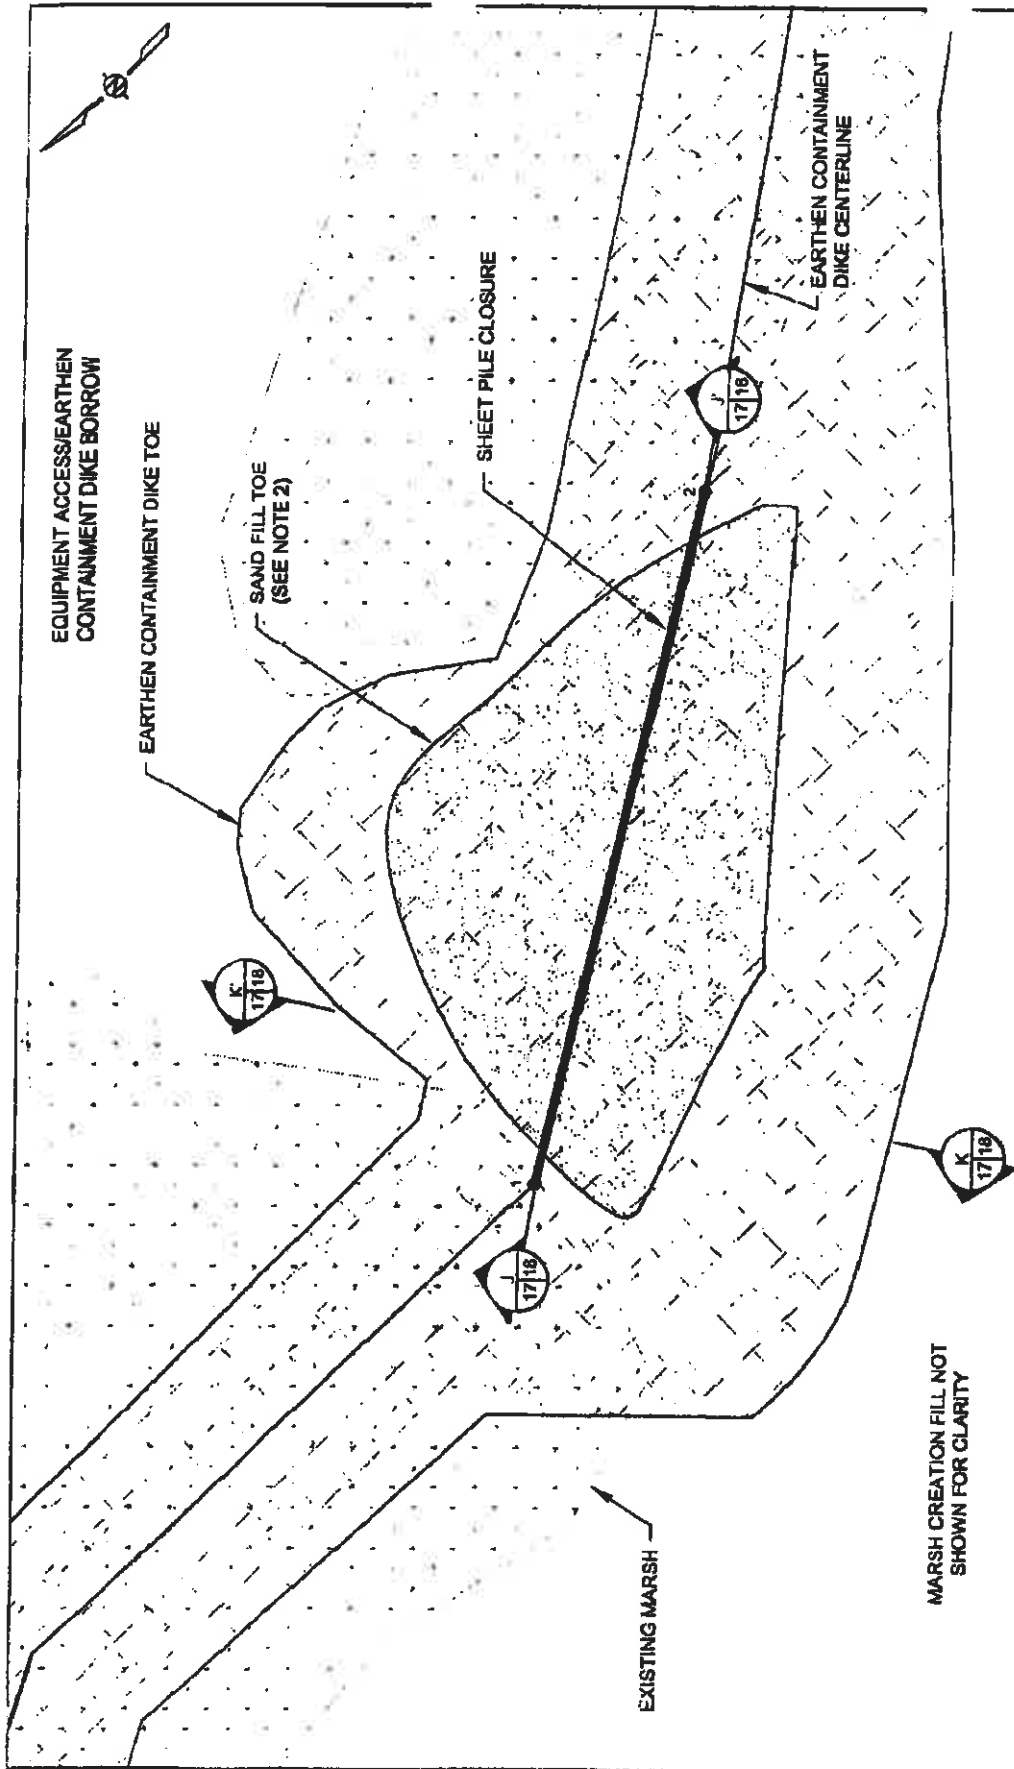 EQUIPMENT ACCESS/EARTHEN
CONTAINMENT DIKE BORROW
EARTHEN CONTAINMENT DIKE TOE
SAND FILL TOE
(SEE NOTE 2)
SHEET PILE CLOSURE
EARTHEN CONTAINMENT
DIKE CENTERLINE
K'
17 18
J
17 18
1
2
J'
17 18
K
17 18
EXISTING MARSH
MARSH CREATION FILL NOT
SHOWN FOR CLARITY